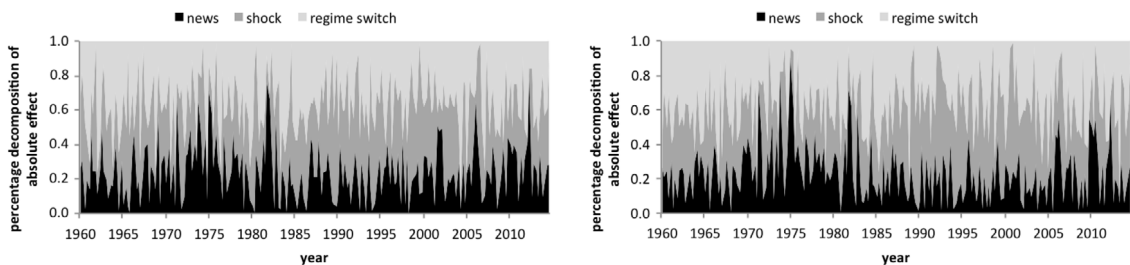 news shock regime switch
percentage decomposition of
absolute effect
1.0
0.8
0.6
0.4
0.2
0.0
1960 1965 1970 1975 1980 1985 1990 1995 2000 2005 2010
year
news shock regime switch
percentage decomposition of
absolute effect
1.0
0.8
0.6
0.4
0.2
0.0
1960 1965 1970 1975 1980 1985 1990 1995 2000 2005 2010
year